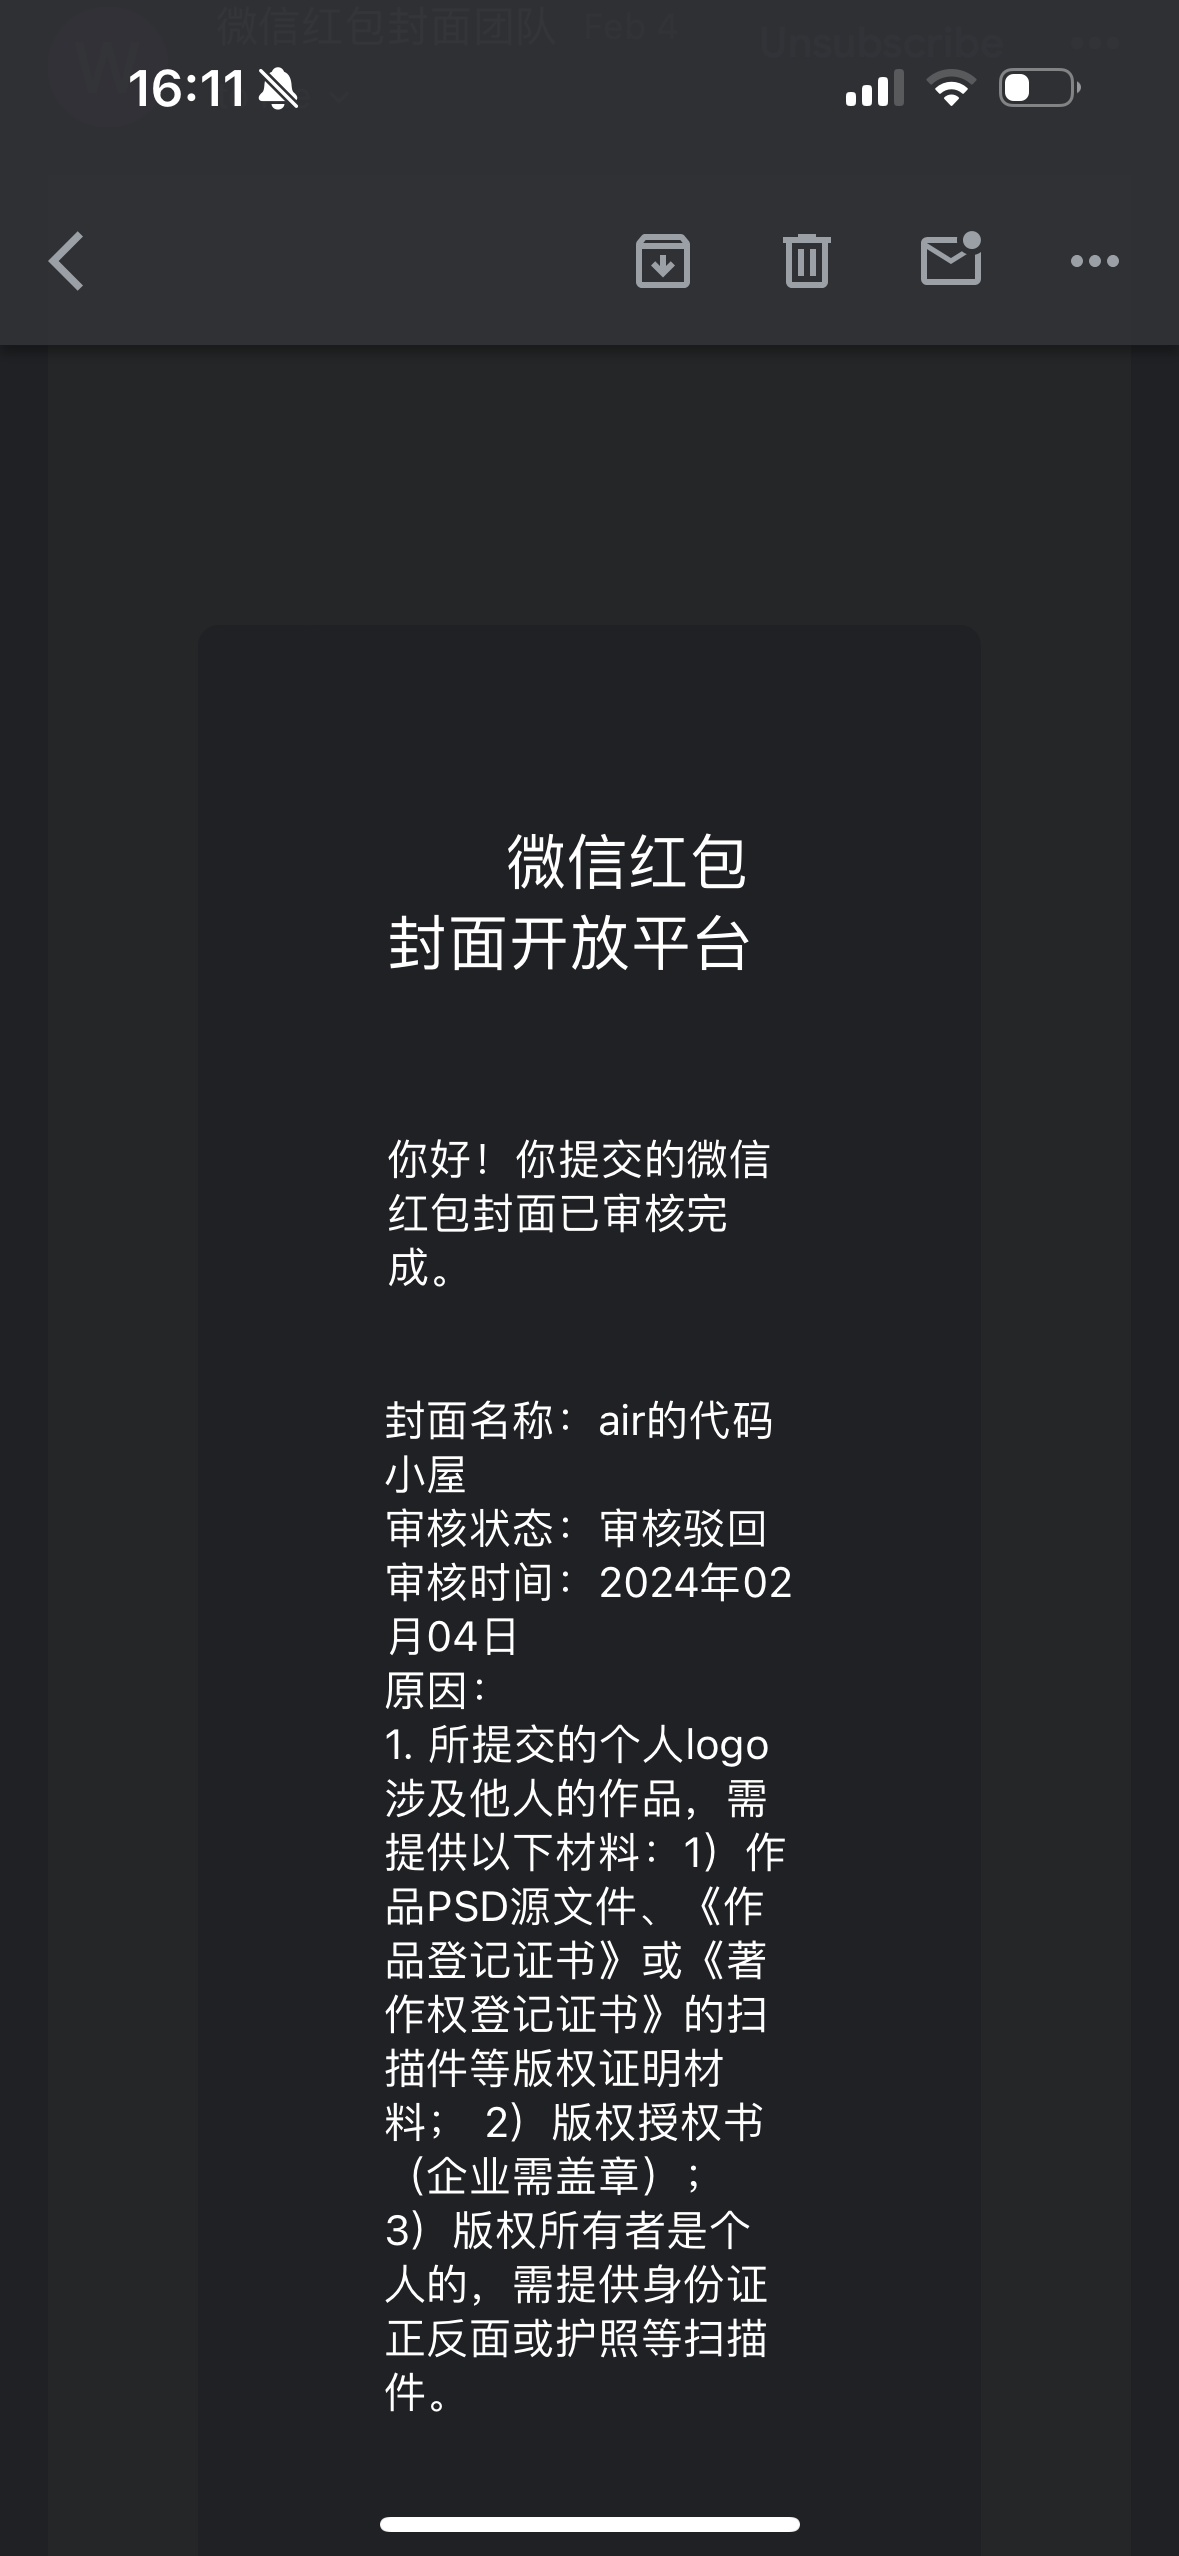 微信红包封面团队 Feb 4 Unsubscribe
W
16:11
微信红包
封面开放平台
你好！你提交的微信
红包封面已审核完
成。
封面名称：air的代码
小屋
审核状态：审核驳回
审核时间：2024年02
月04日
原因：
1. 所提交的个人logo
涉及他人的作品，需
提供以下材料：1）作
品PSD源文件、《作
品登记证书》或《著
作权登记证书》的扫
描件等版权证明材
料； 2）版权授权书
（企业需盖章）；
3）版权所有者是个
人的，需提供身份证
正反面或护照等扫描
件。